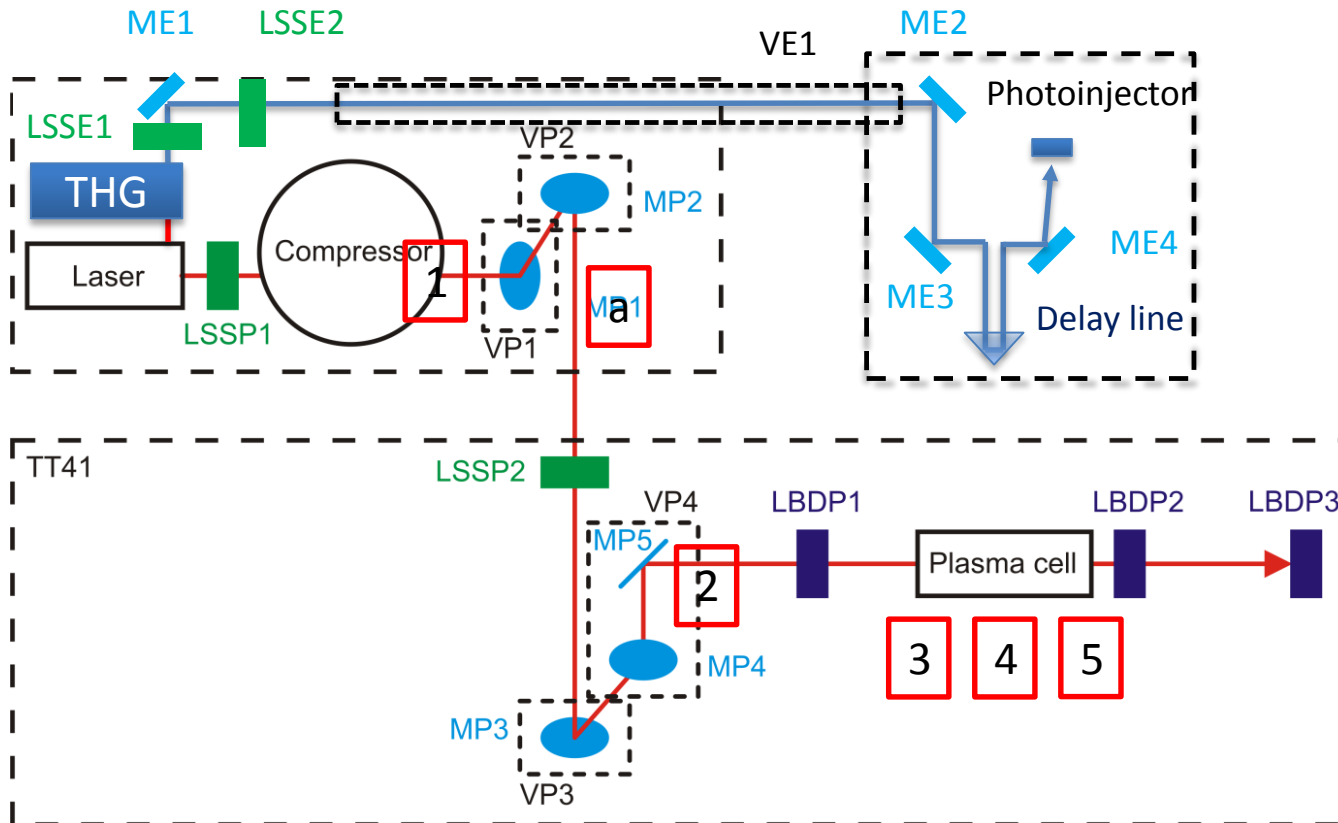 ME1
LSSE2
ME2
VE1
Photoinjector
LSSE1
VP2
THG
MP2
Compressor
ME4
Laser
1
MP1
a
ME3
LSSP1
VP1
Delay line
TT41
LSSP2
VP4
LBDP1
LBDP2
LBDP3
MP5
Plasma cell
2
3
4
5
MP4
MP3
VP3